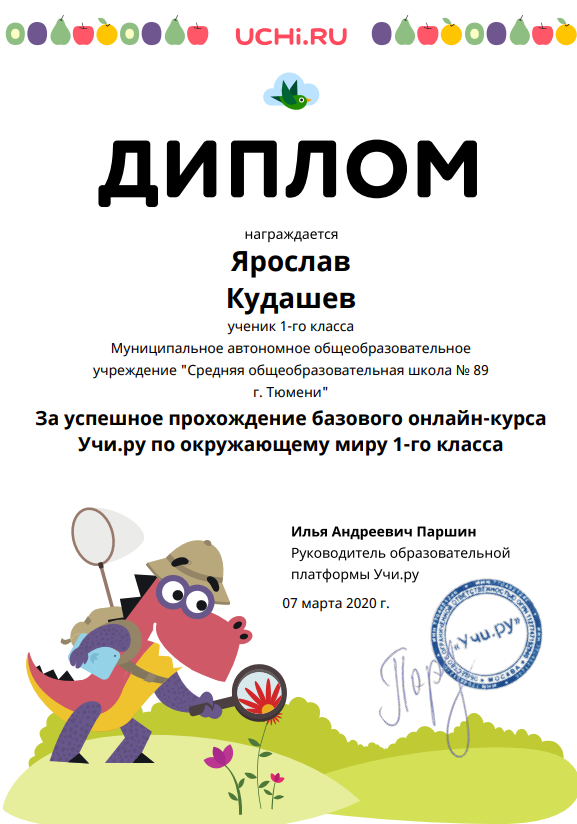 UCHi.RU
ДИПЛОМ
награждается
Ярослав
Кудашев
ученик 1-го класса
Муниципальное автономное общеобразовательное
учреждение "Средняя общеобразовательная школа № 89
г. Тюмени"
За успешное прохождение базового онлайн-курса
Учи.ру по окружающему миру 1-го класса
Илья Андреевич Паршин
Руководитель образовательной
платформы Учи.ру
07 марта 2020 г.
«Учи.ру»
МОСКВА